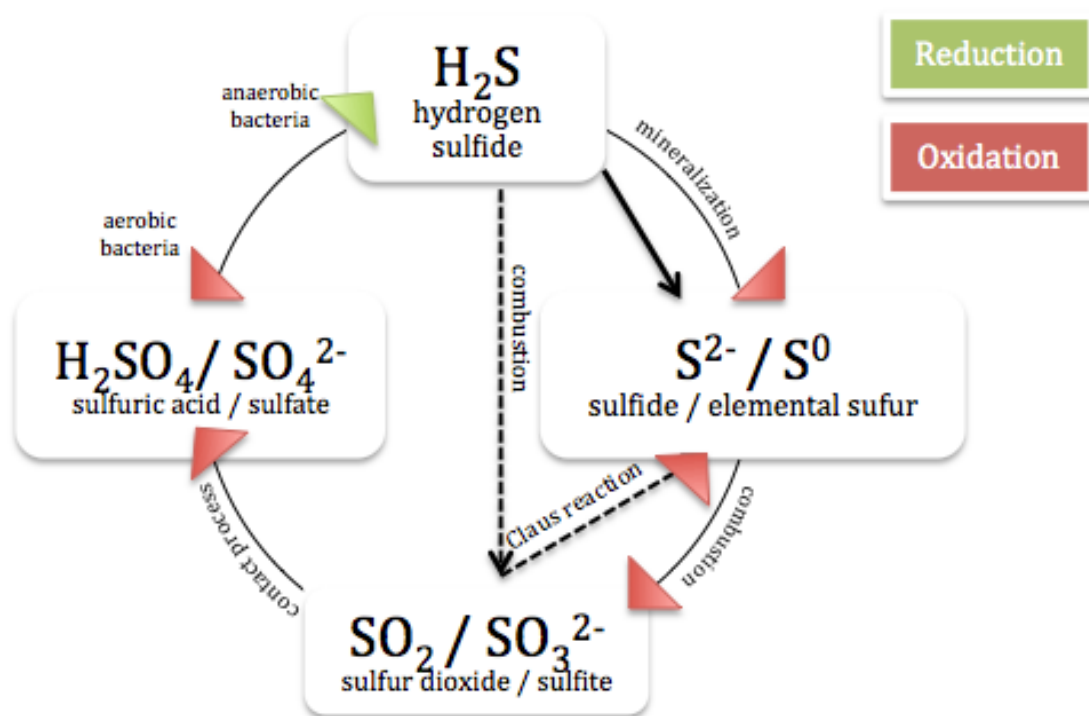 H₂S
hydrogen
sulfide
Reduction
Oxidation
anaerobic
bacteria
mineralization
aerobic
bacteria
combustion
H₂SO₄/ SO₄²⁻
sulfuric acid / sulfate
S²⁻ / S⁰
sulfide / elemental sufur
Claus reaction
contact process
combustion
SO₂ / SO₃²⁻
sulfur dioxide / sulfite